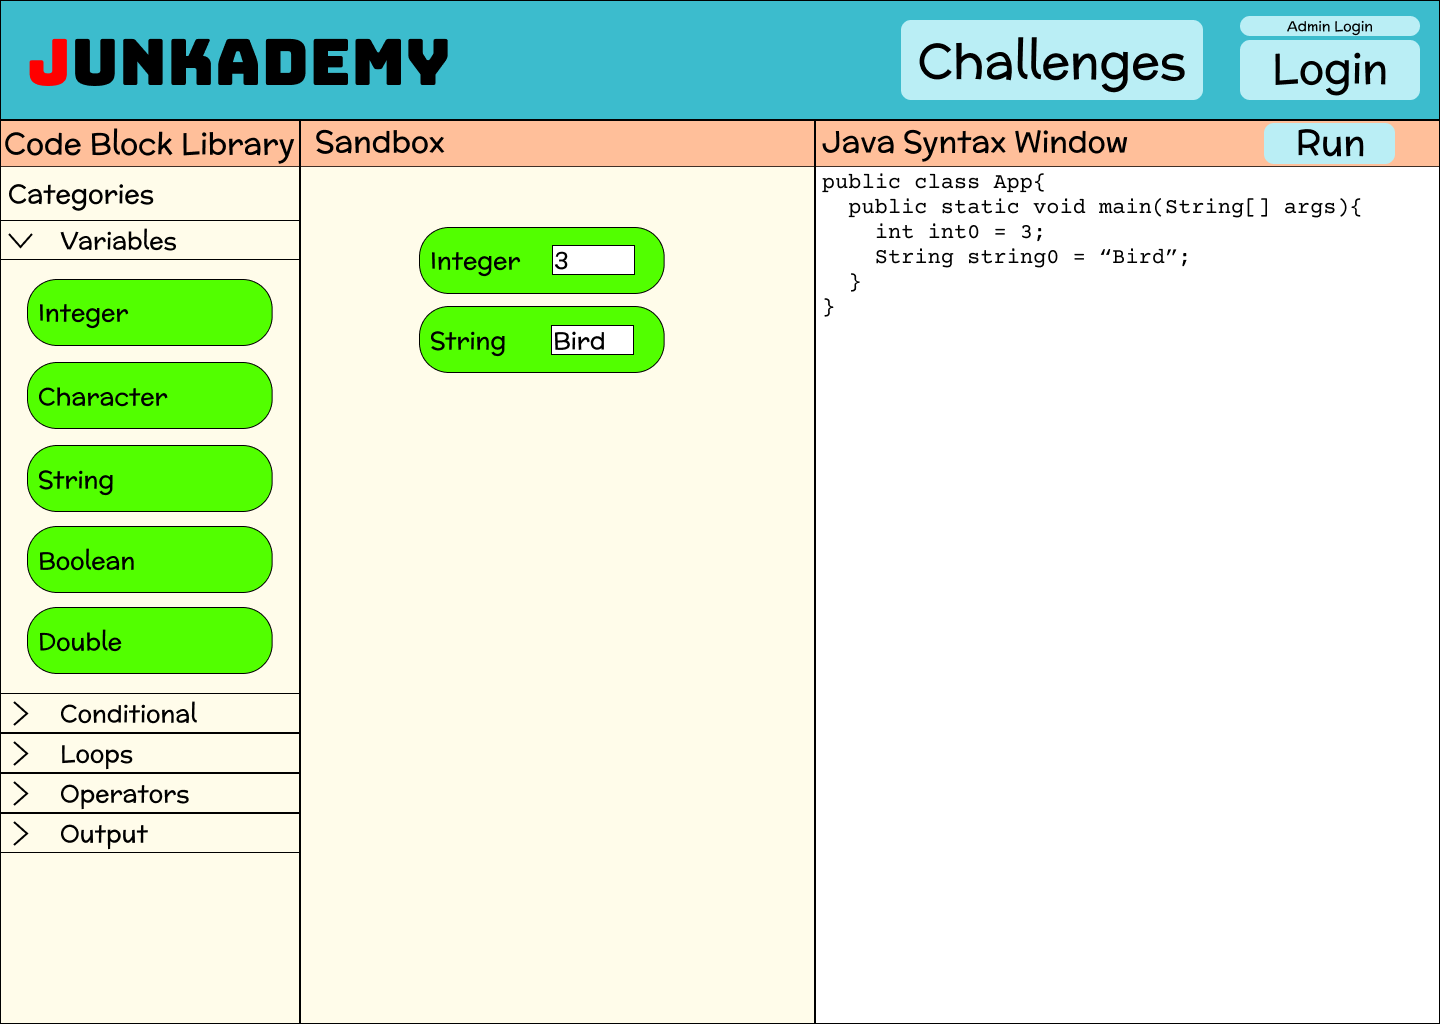 JUNKADEMY
Challenges
Admin Login
Login
Code Block Library
Sandbox
Java Syntax Window
Run
Categories
Variables
Integer
Character
String
Boolean
Double
Conditional
Loops
Operators
Output
Integer 3
String Bird
public class App{
  public static void main(String[] args){
    int int0 = 3;
    String string0 = “Bird”;
  }
}